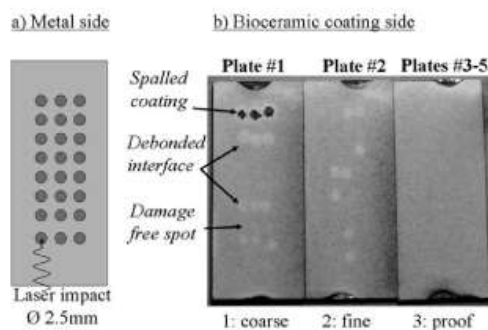 a) Metal side
b) Bioceramic coating side
Plate #1
Plate #2
Plates #3-5
Spalled
coating
Debonded
interface
Damage
free spot
Laser impact
Ø 2.5mm
1: coarse
2: fine
3: proof